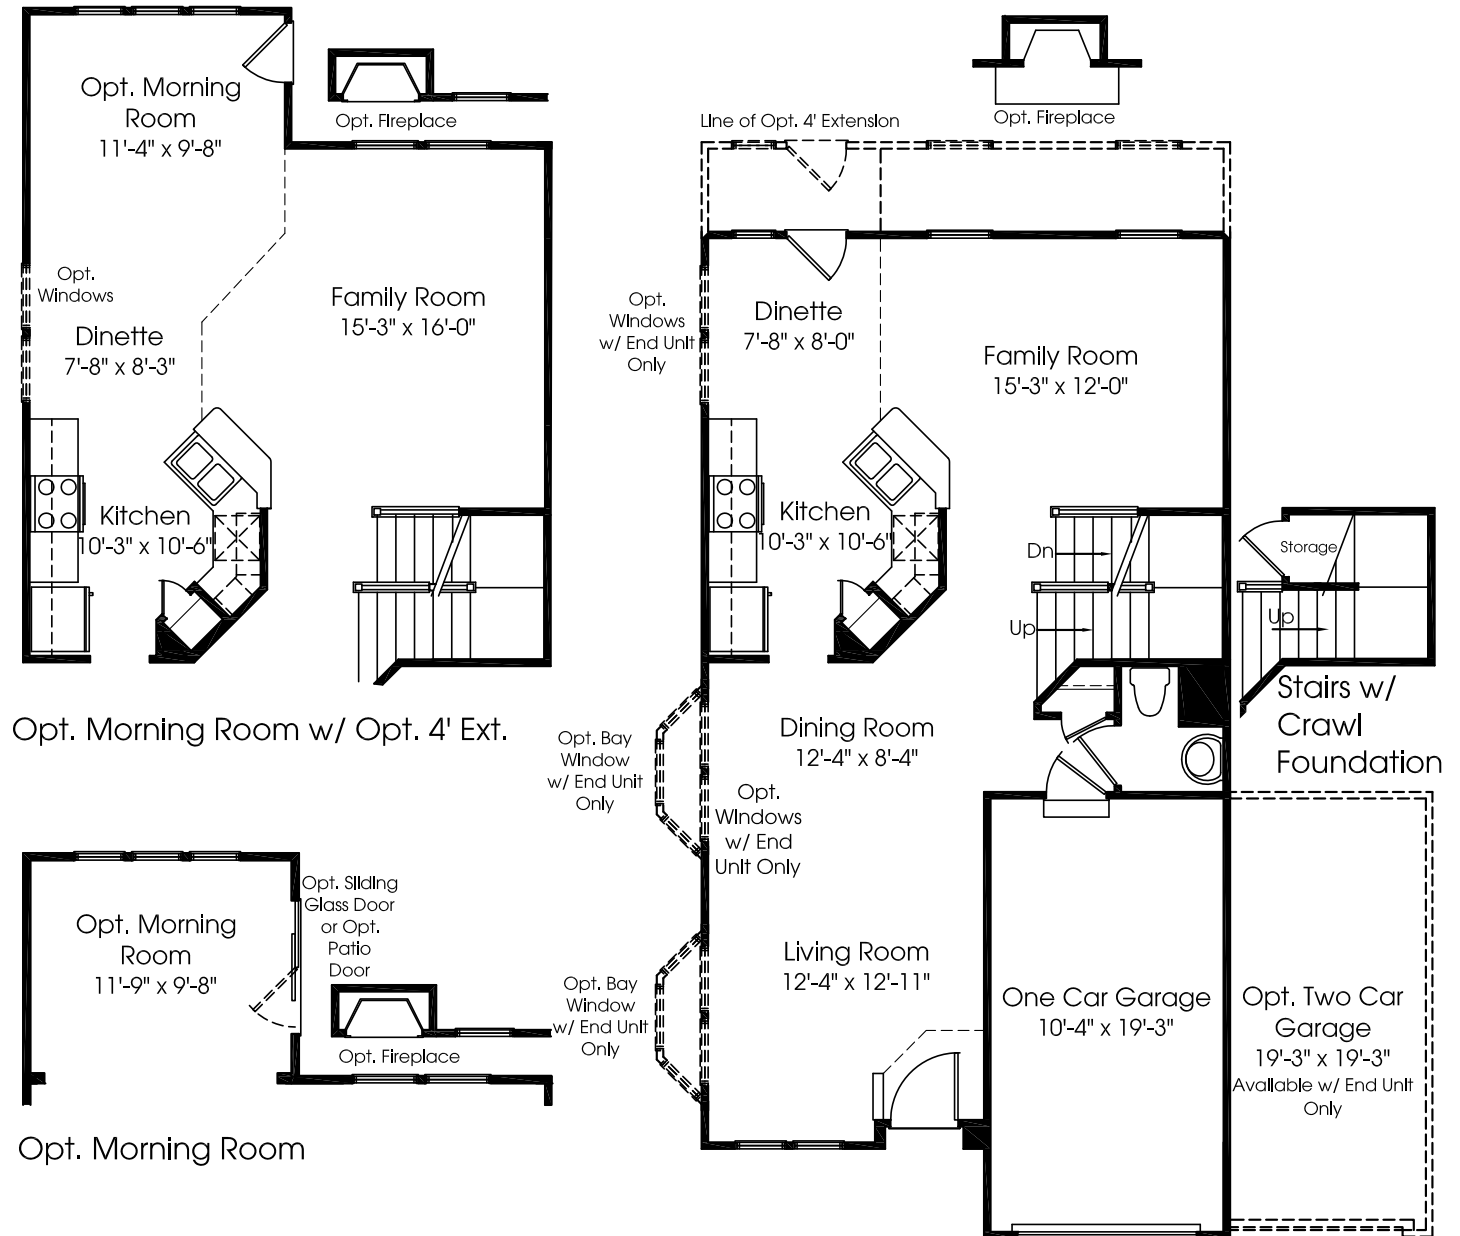 Opt. Morning
Room
11'-4" x 9'-8"
Opt. Fireplace
Opt.
Windows
Dinette
7'-8" x 8'-3"
Family Room
15'-3" x 16'-0"
Kitchen
10'-3" x 10'-6"
Opt. Morning Room w/ Opt. 4' Ext.
Opt. Morning
Room
11'-9" x 9'-8"
Opt. Sliding
Glass Door
or Opt.
Patio
Door
Opt. Fireplace
Opt. Morning Room
Opt. Fireplace
Line of Opt. 4' Extension
Opt.
Windows
w/ End Unit
Only
Dinette
7'-8" x 8'-0"
Family Room
15'-3" x 12'-0"
Kitchen
10'-3" x 10'-6"
Dn
Up
Storage
Up
Stairs w/
Crawl
Foundation
Opt. Bay
Window
w/ End Unit
Only
Dining Room
12'-4" x 8'-4"
Opt.
Windows
w/ End
Unit Only
Opt. Bay
Window
w/ End Unit
Only
Living Room
12'-4" x 12'-11"
One Car Garage
10'-4" x 19'-3"
Opt. Two Car
Garage
19'-3" x 19'-3"
Available w/ End Unit
Only